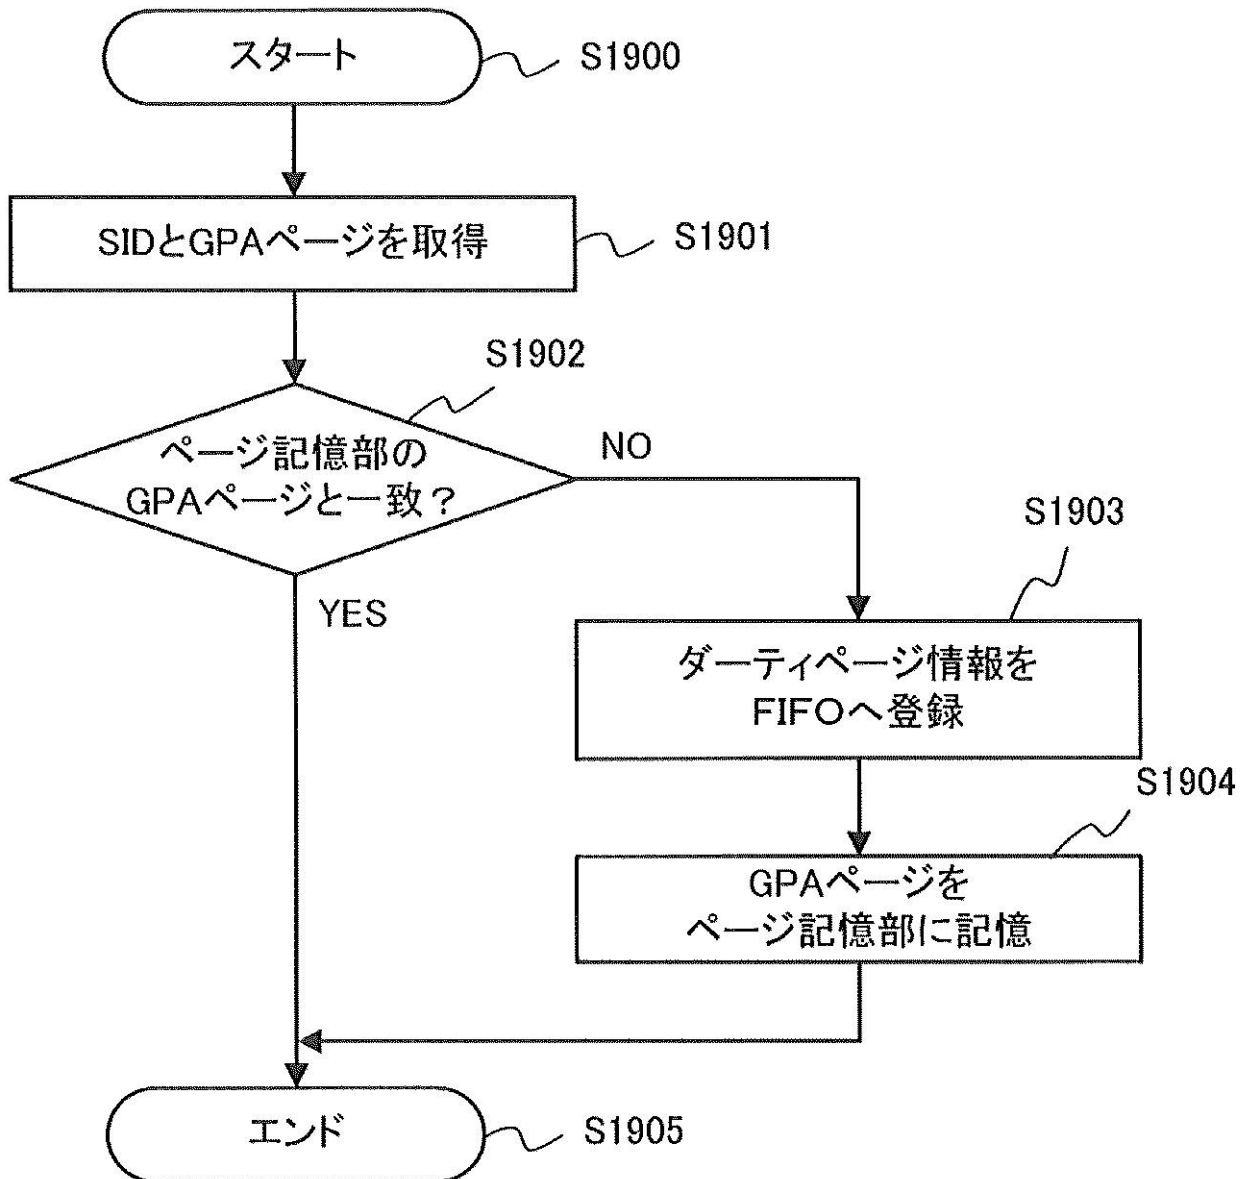 スタート
S1900
SIDとGPAページを取得
S1901
S1902
ページ記憶部の
GPAページと一致？
NO
YES
S1903
ダーティページ情報を
FIFOへ登録
S1904
GPAページを
ページ記憶部に記憶
エンド
S1905